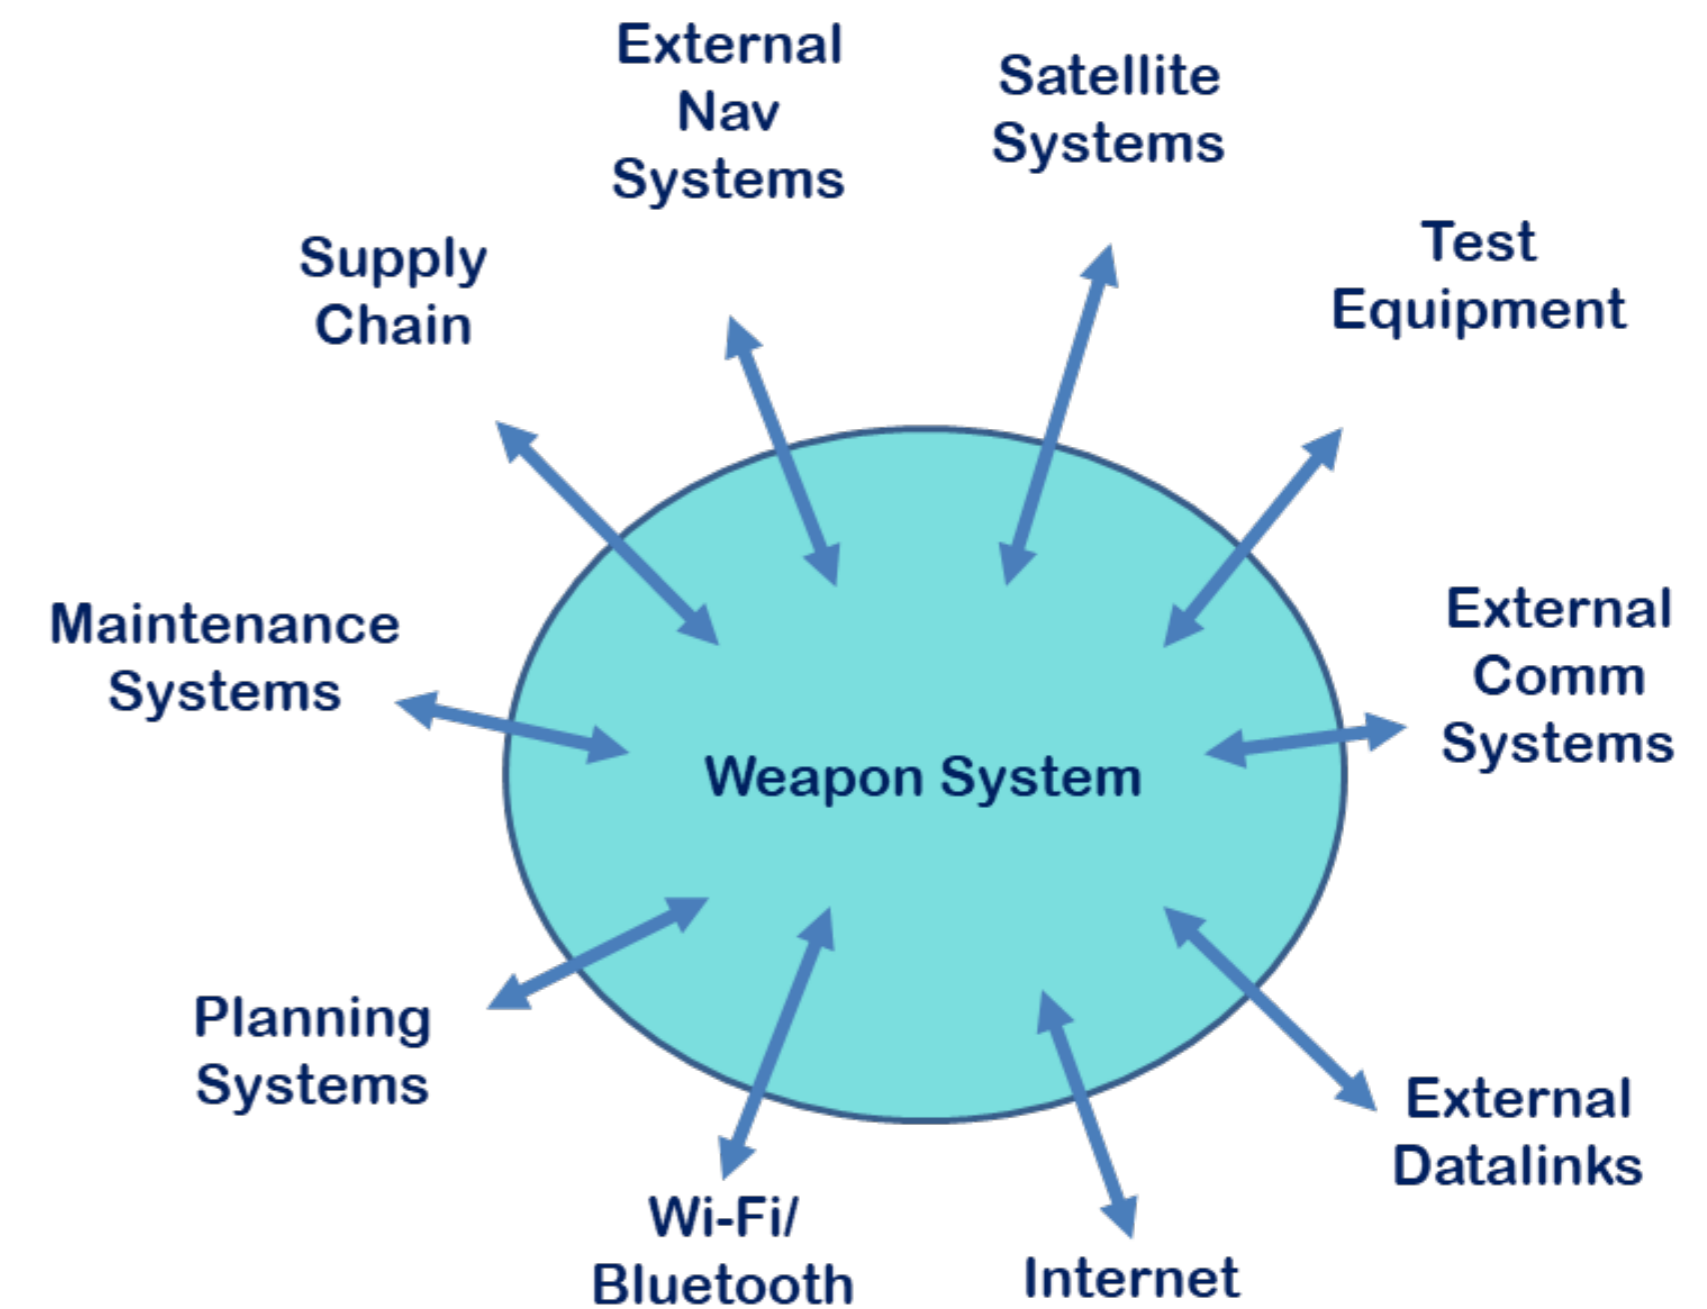 External
Nav
Systems
Satellite
Systems
Supply
Chain
Test
Equipment
Maintenance
Systems
External
Comm
Systems
Weapon System
Planning
Systems
External
Datalinks
Wi-Fi/
Bluetooth
Internet